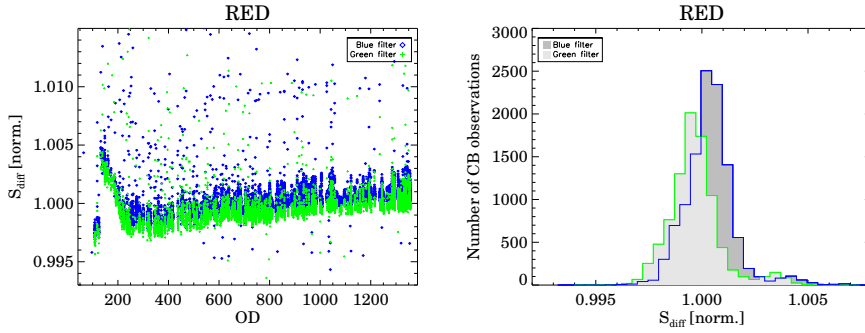 RED
Blue filter
Green filter
1.010
1.005
1.000
0.995
S_diff [norm.]
200 400 600 800 1000 1200
OD
RED
Blue filter
Green filter
3000
2500
2000
1500
1000
500
0
Number of CB observations
0.995 1.000 1.005
S_diff [norm.]